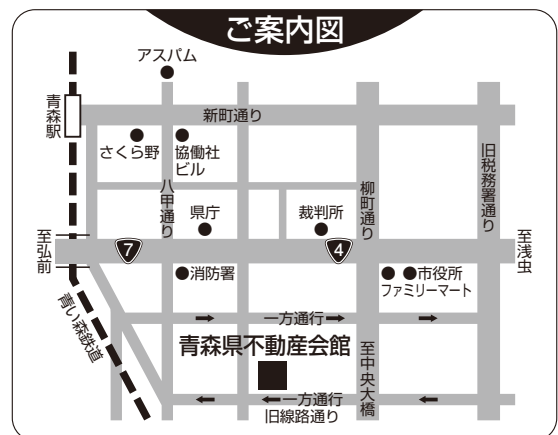 ご案内図
アスパム
青森駅
新町通り
さくら野
協働社
ビル
八甲通り
県庁
裁判所
柳町通り
旧税務署通り
至弘前
7
4
至浅虫
消防署
市役所
ファミリーマート
青い森鉄道
一方通行
青森県不動産会館
至中央大橋
一方通行
旧線路通り